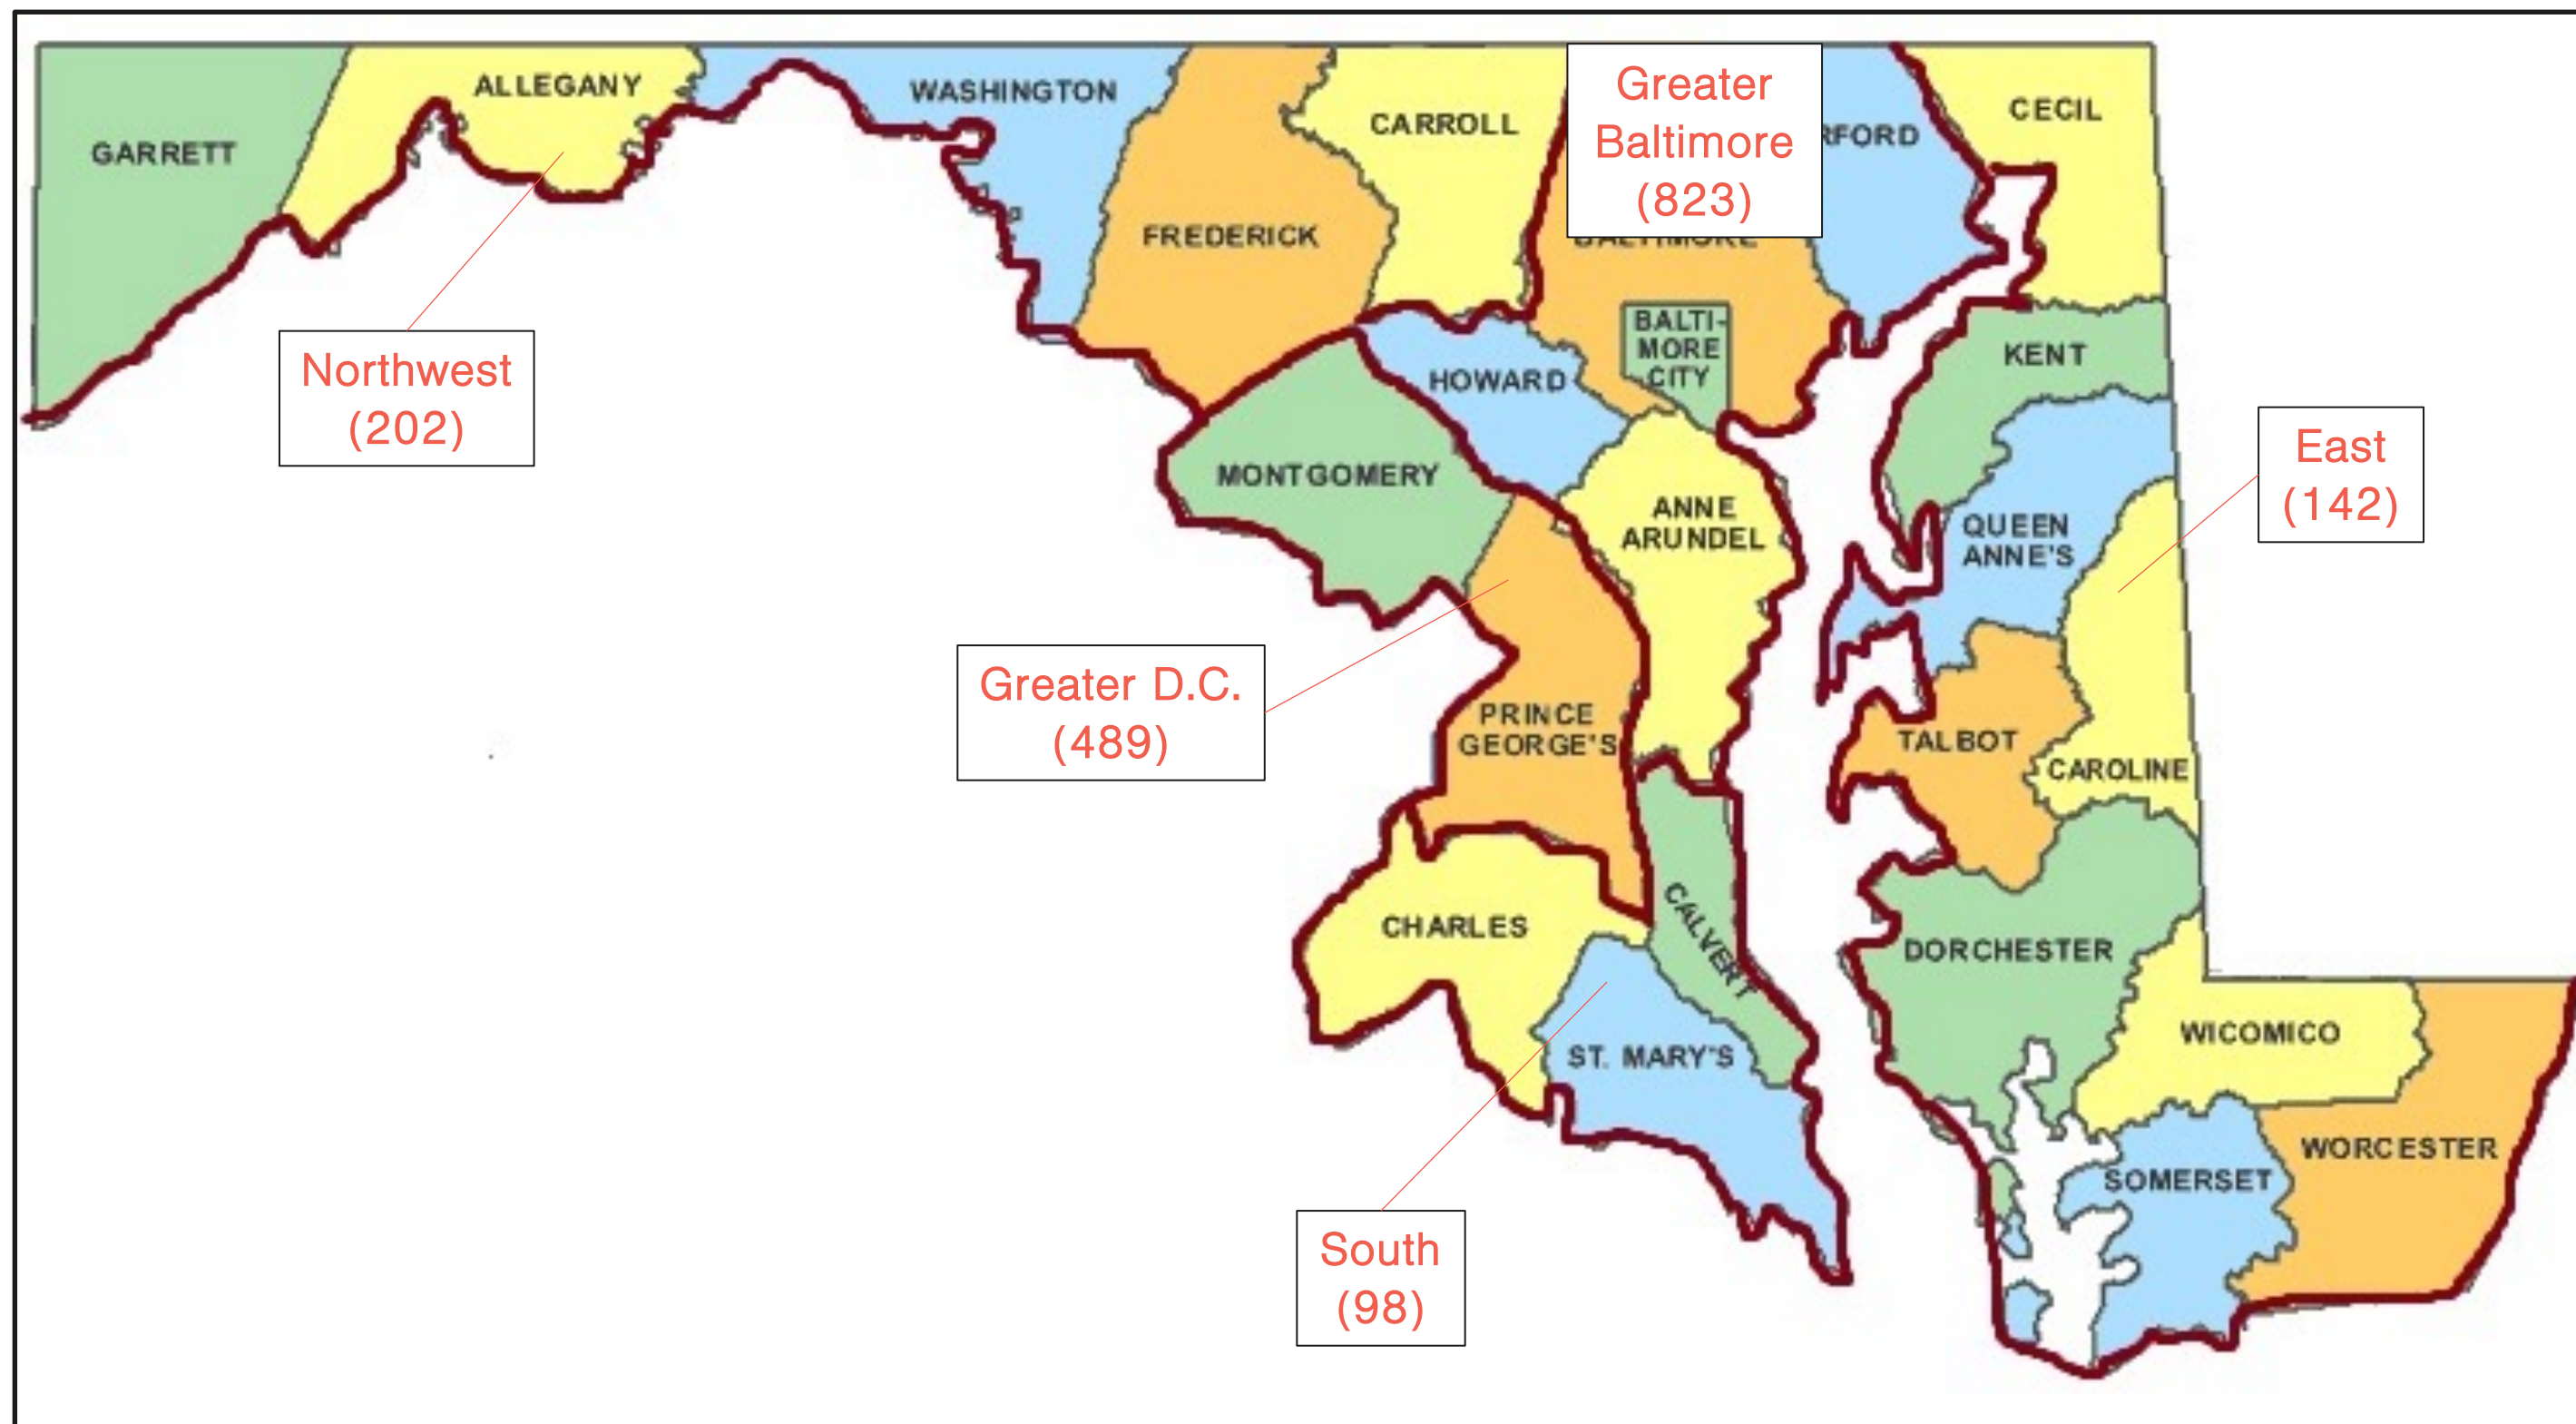 GARRETT
ALLEGANY
WASHINGTON
FREDERICK
CARROLL
Greater
Baltimore
(823)
RFORD
CECIL
BALTIMORE
BALTI-
MORE
CITY
HOWARD
KENT
Northwest
(202)
MONTGOMERY
ANNE
ARUNDEL
QUEEN
ANNE'S
East
(142)
Greater D.C.
(489)
PRINCE
GEORGE'S
TALBOT
CAROLINE
CHARLES
CALVERT
DORCHESTER
ST. MARY'S
WICOMICO
WORCESTER
SOMERSET
South
(98)